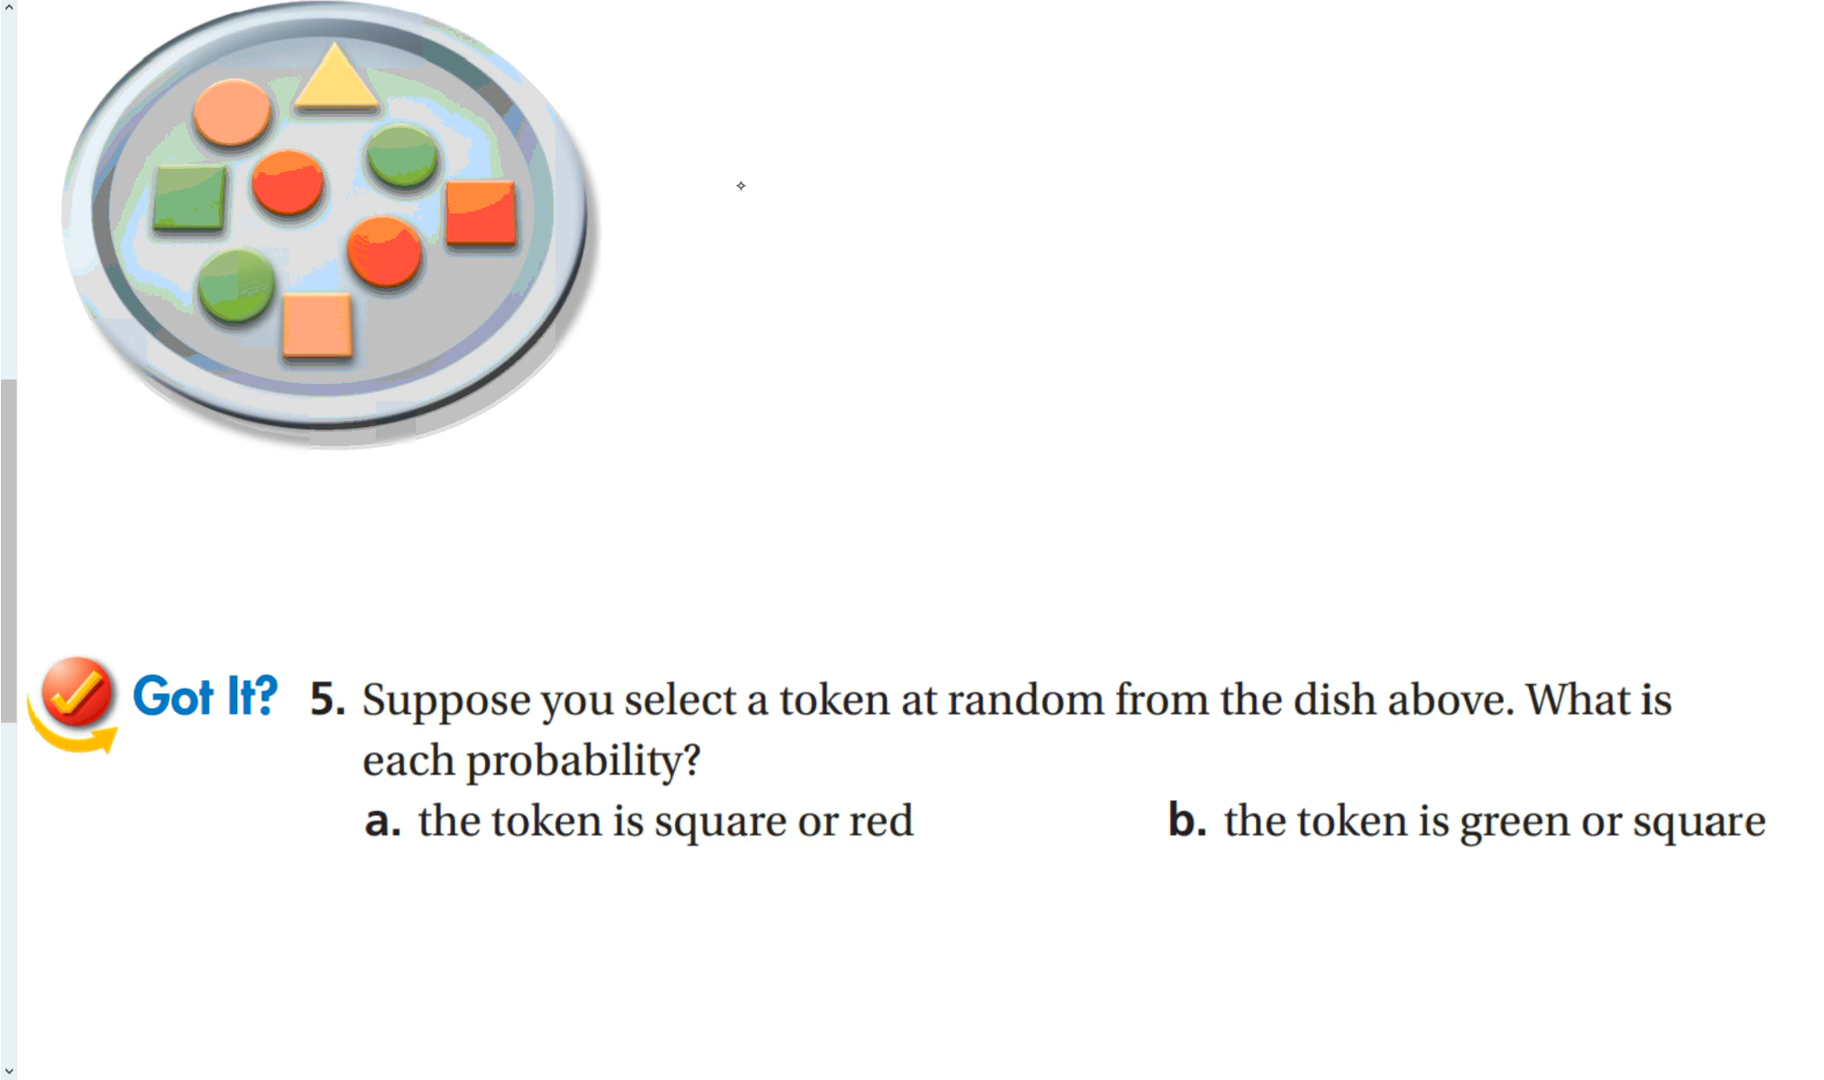 Got It? 5. Suppose you select a token at random from the dish above. What is
each probability?
a. the token is square or red b. the token is green or square